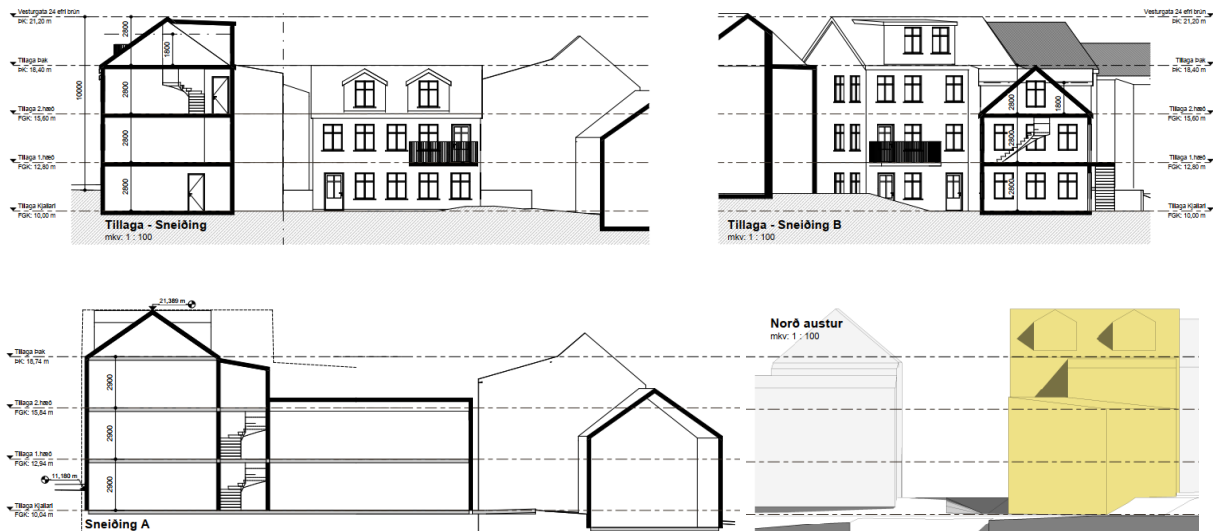 Vesturgata 24 efri brún
ÞK: 21,20 m
Tillaga Þak
ÞK: 18,40 m
Tillaga 2.hæð
FGK: 15,60 m
Tillaga 1.hæð
FGK: 12,80 m
Tillaga Kjallari
FGK: 10,00 m
10000
2800
1800
2800
2800
2800
Tillaga - Sneiðing
mkv: 1 : 100
2800
1800
2800
2800
Tillaga - Sneiðing B
mkv: 1 : 100
Vesturgata 24 efri brún
ÞK: 21,20 m
Tillaga Þak
ÞK: 18,40 m
Tillaga 2.hæð
FGK: 15,60 m
Tillaga 1.hæð
FGK: 12,80 m
Tillaga Kjallari
FGK: 10,00 m
21,389 m
Tillaga Þak
ÞK: 18,74 m
Tillaga 2.hæð
FGK: 15,84 m
Tillaga 1.hæð
FGK: 12,94 m
11,180 m
Tillaga Kjallari
FGK: 10,04 m
2900
2900
2900
Sneiðing A
Norð austur
mkv: 1 : 100